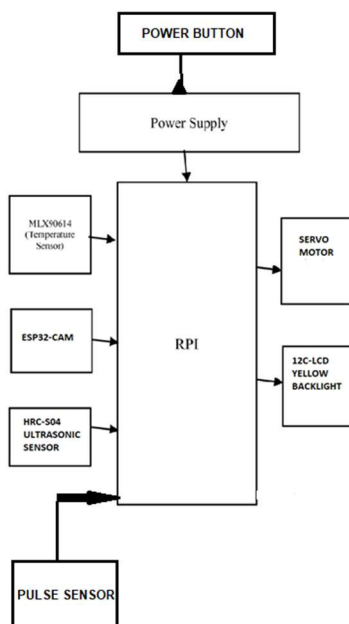 POWER BUTTON
Power Supply
MLX90614
(Temperature
Sensor)
SERVO
MOTOR
ESP32-CAM
RPI
12C-LCD
YELLOW
BACKLIGHT
HRC-S04
ULTRASONIC
SENSOR
PULSE SENSOR